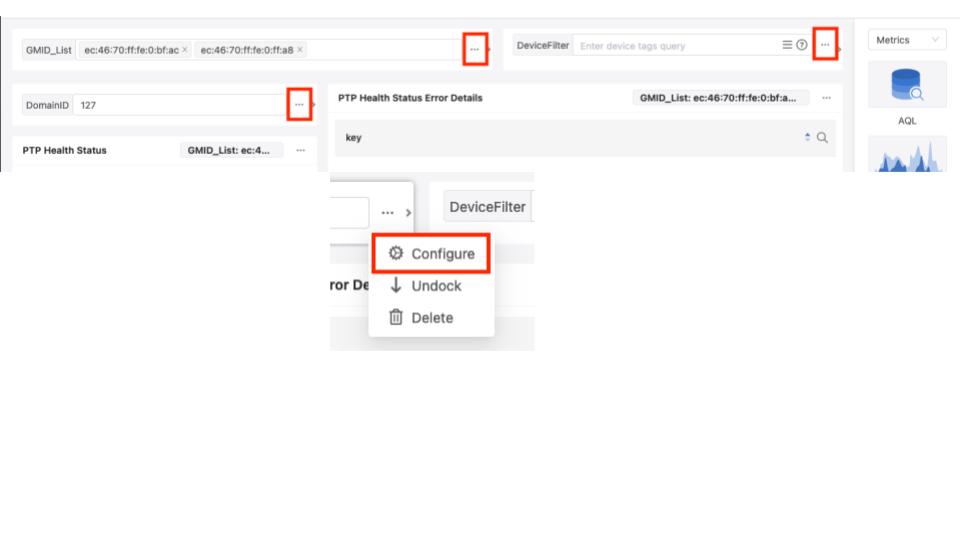 GMID_List ec:46:70:ff:fe:0:bf:ac × ec:46:70:ff:fe:0:ff:a8 × ...
DeviceFilter Enter device tags query ...
Metrics
DomainID 127 ...
PTP Health Status Error Details GMID_List: ec:46:70:ff:fe:0:bf:a... ...
AQL
key
PTP Health Status GMID_List: ec:4... ...
... > DeviceFilter
Configure
ror De
Undock
Delete